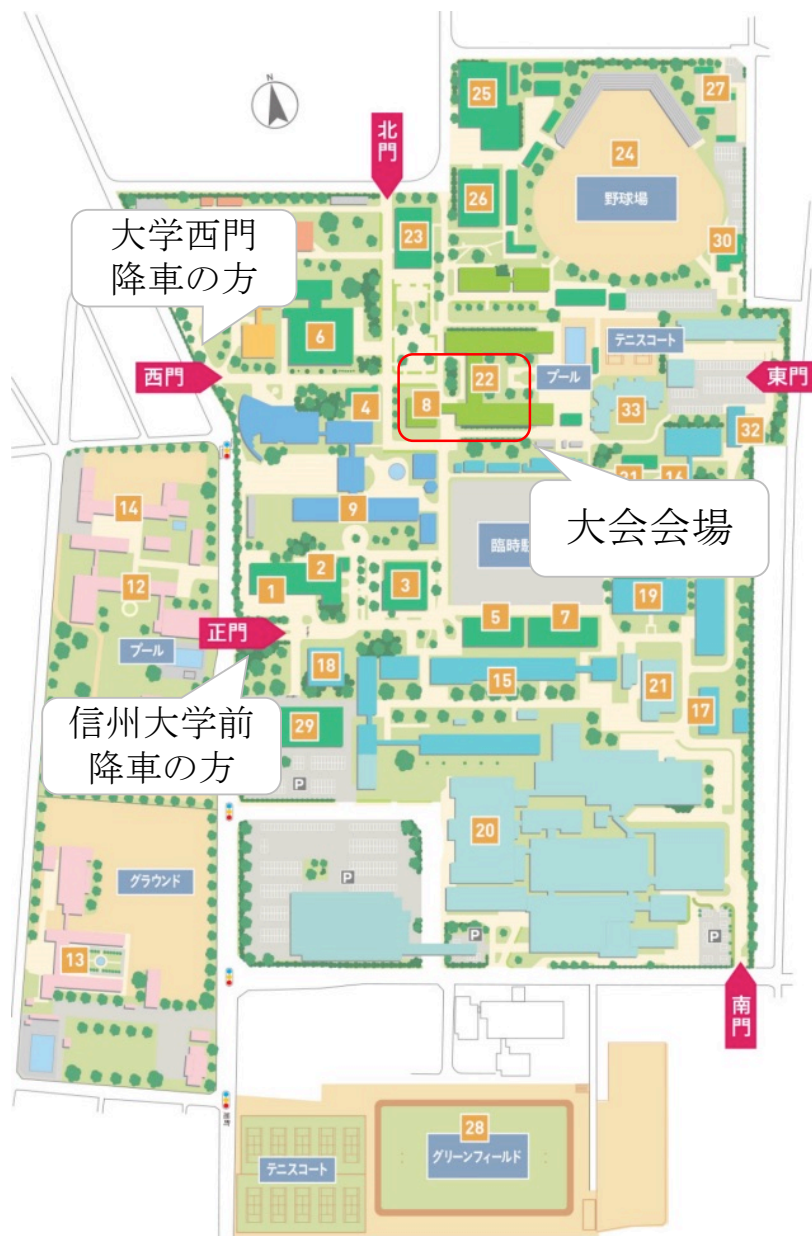 N
25
27
北門
24
野球場
26
23
30
大学西門
降車の方
6
テニスコート
西門
22
プール
東門
4
8
33
32
31
16
14
9
大会会場
臨時駐
2
12
1
3
19
正門
5
7
プール
18
15
21
17
信州大学前
降車の方
29
P
20
P
グラウンド
P
13
南門
28
テニスコート
グリーンフィールド